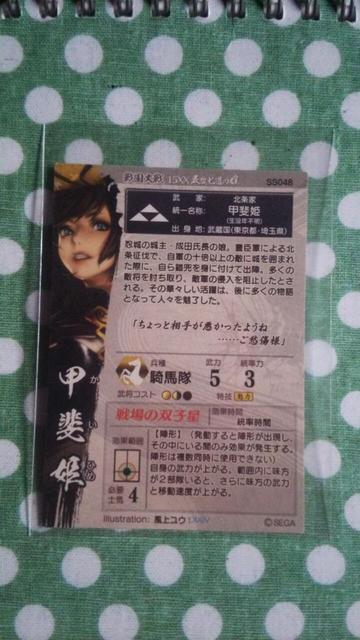 戦国大戦 15XX 五百枚道のり SS048
武家 北条家
統一名称: 甲斐姫
(生没年不明)
出身地: 武蔵国(東京都・埼玉県)
忍城の城主・成田氏長の娘。豊臣軍による北
条征伐で、自軍の十倍以上の敵に城を囲まれ
た際に、自ら鎧兜を身に付けて出陣。多くの
敵将を討ち取り、敵軍の侵入を阻止したとさ
れる。その華々しい活躍は、後に多くの物語
となって人々を魅了した。
「ちょっと相手が悪かったようね
……ご愁傷様」
兵種 武力 統率力
騎馬隊 5 3
武将コスト 特技 魅力
甲斐姫
かいひめ
戦場の双子星 効果時間
統率時間
効果範囲
必要士気 4
【陣形】(発動すると陣形が出現し、
その中にいる間のみ効果が発生する。
陣形は複数同時に使用できない)
自身の武力が上がる。範囲内に味方
が2部隊いると、さらに味方の武力
と移動速度が上がる。
Illustration: 風上ユウ
©SEGA